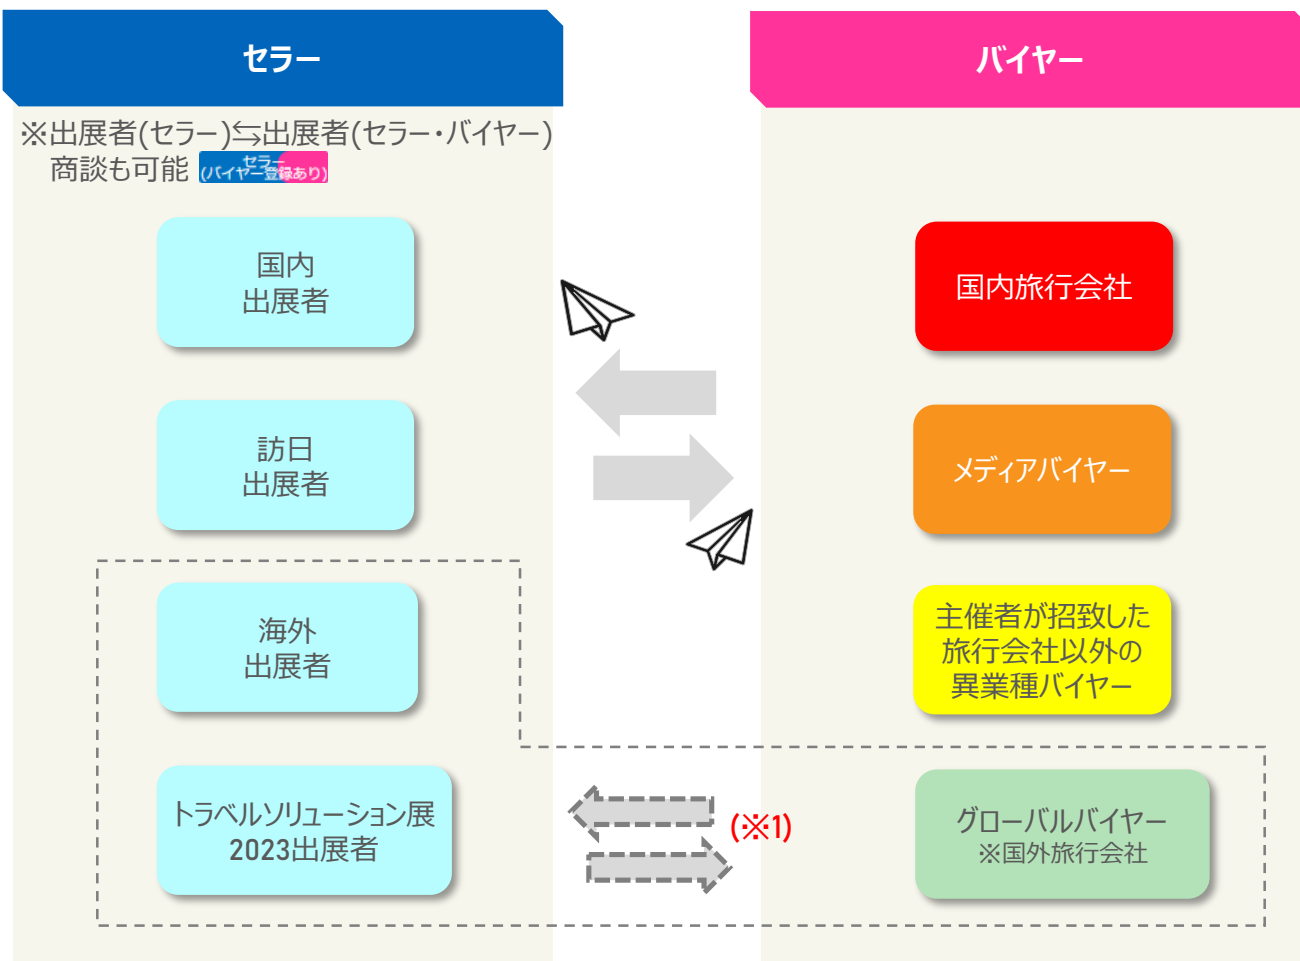 セラー
バイヤー
※出展者(セラー)⇆出展者(セラー・バイヤー)
商談も可能
セラー
(バイヤー登録あり)
国内
出展者
国内旅行会社
訪日
出展者
メディアバイヤー
海外
出展者
主催者が招致した
旅行会社以外の
異業種バイヤー
トラベルソリューション展
2023出展者
(※1)
グローバルバイヤー
※国外旅行会社